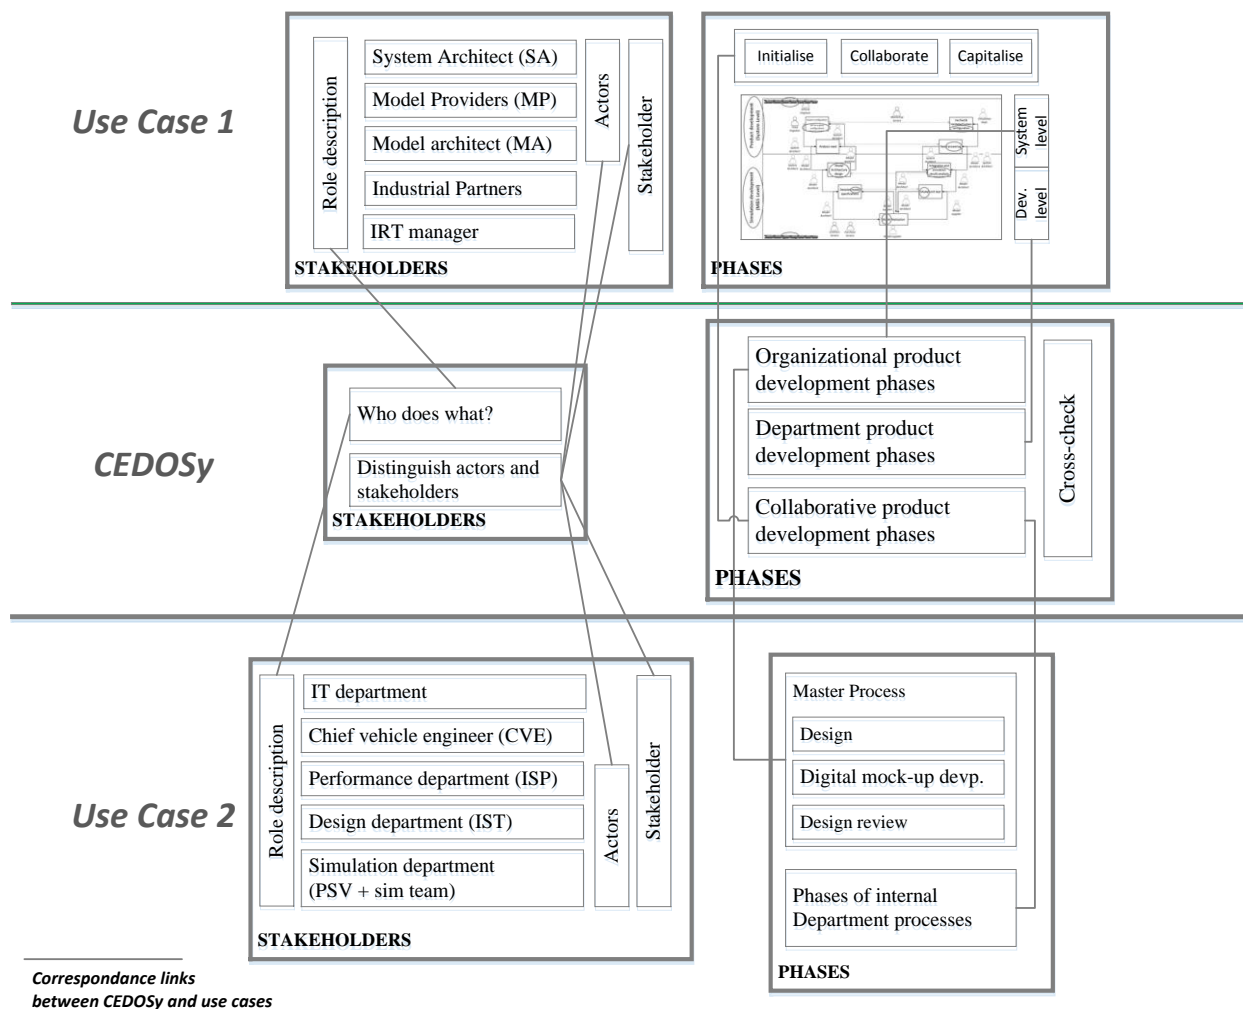 Use Case 1
Role description
System Architect (SA)
Model Providers (MP)
Model architect (MA)
Industrial Partners
IRT manager
Actors
Stakeholder
STAKEHOLDERS
Initialise
Collaborate
Capitalise
System
level
Dev.
level
PHASES
CEDOSy
Who does what?
Distinguish actors and
stakeholders
STAKEHOLDERS
Organizational product
development phases
Department product
development phases
Collaborative product
development phases
Cross-check
PHASES
Use Case 2
Role description
IT department
Chief vehicle engineer (CVE)
Performance department (ISP)
Design department (IST)
Simulation department
(PSV + sim team)
Actors
Stakeholder
STAKEHOLDERS
Master Process
Design
Digital mock-up devp.
Design review
Phases of internal
Department processes
PHASES
Correspondance links
between CEDOSy and use cases